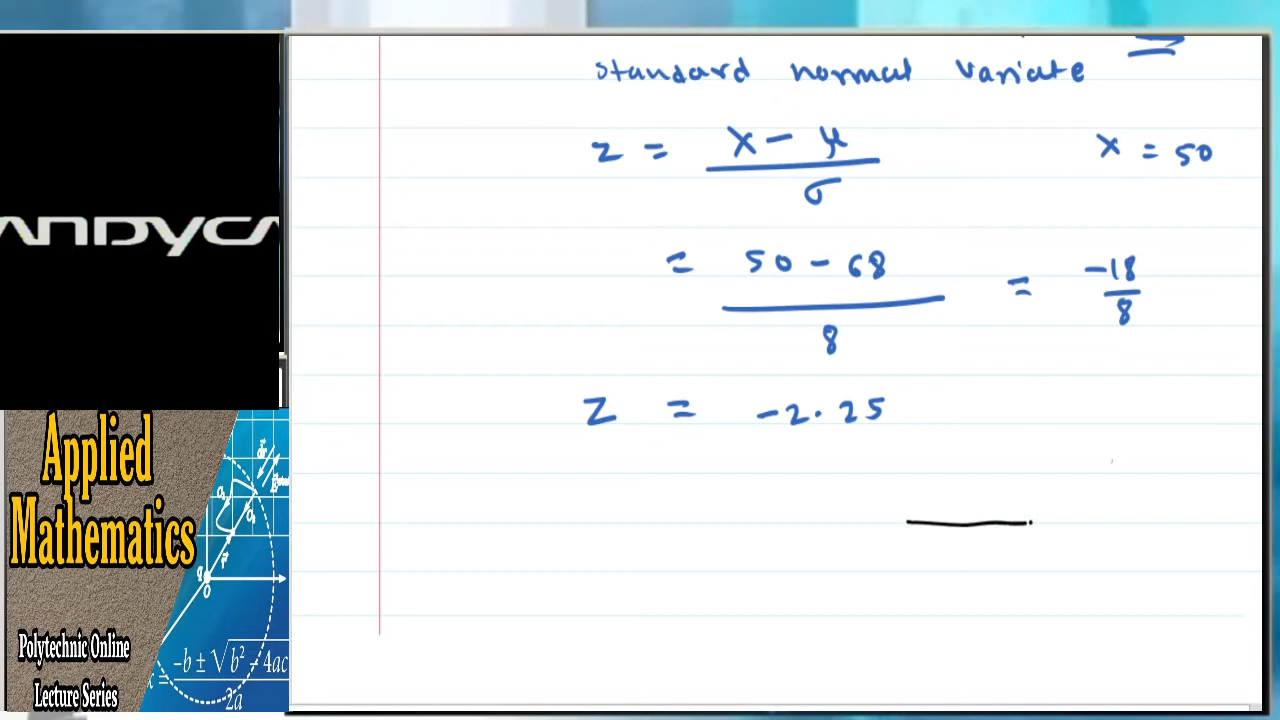 standard normal variate
z = x - μ / σ
x = 50
= 50 - 68 / 8 = -18 / 8
z = -2.25
ANDYCA
Applied
Mathematics
Polytechnic Online
Lecture Series
-b ± √b² - 4ac
2a